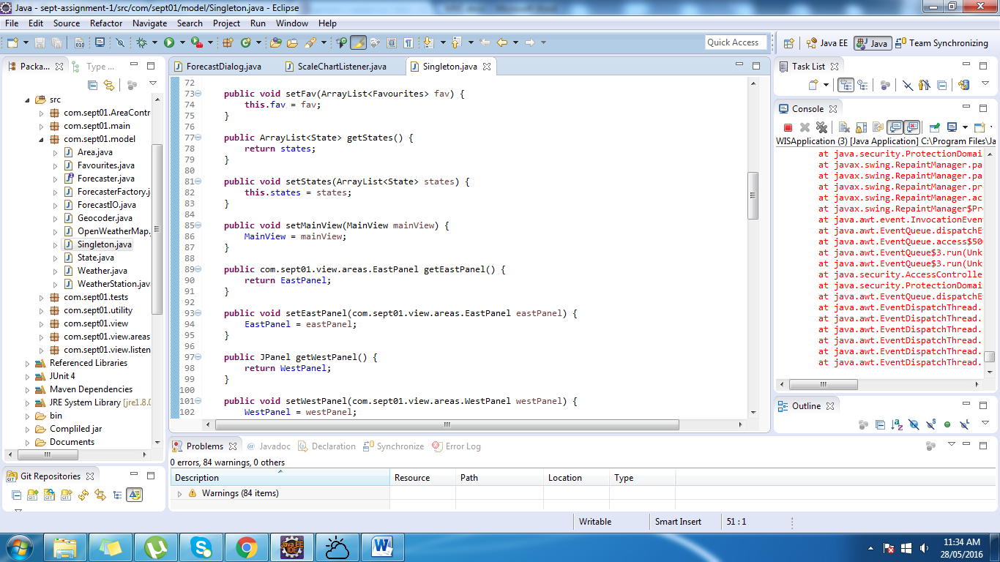 Java - sept-assignment-1/src/com/sept01/model/Singleton.java - Eclipse
File Edit Source Refactor Navigate Search Project Run Window Help
Quick Access
Java EE
Java
Team Synchronizing
Packa...
Type ...
src
com.sept01.AreaContr
com.sept01.main
com.sept01.model
Area.java
Favourites.java
Forecaster.java
ForecasterFactory.j
ForecastIO.java
Geocoder.java
OpenWeatherMap.
Singleton.java
State.java
Weather.java
WeatherStation.java
com.sept01.tests
com.sept01.utility
com.sept01.view
com.sept01.view.areas
com.sept01.view.listen
Referenced Libraries
JUnit 4
Maven Dependencies
JRE System Library [jre1.8.0
bin
Compliled jar
Documents
Git Repositories
ForecastDialog.java
ScaleChartListener.java
Singleton.java
72
73 public void setFav(ArrayList<Favourites> fav) {
74 this.fav = fav;
75 }
76
77 public ArrayList<State> getStates() {
78 return states;
79 }
80
81 public void setStates(ArrayList<State> states) {
82 this.states = states;
83 }
84
85 public void setMainView(MainView mainView) {
86 MainView = mainView;
87 }
88
89 public com.sept01.view.areas.EastPanel getEastPanel() {
90 return EastPanel;
91 }
92
93 public void setEastPanel(com.sept01.view.areas.EastPanel eastPanel) {
94 EastPanel = eastPanel;
95 }
96
97 public JPanel getWestPanel() {
98 return WestPanel;
99 }
100
101 public void setWestPanel(com.sept01.view.areas.WestPanel westPanel) {
102 WestPanel = westPanel;
Task List
Console
WISApplication (3) [Java Application] C:\Program Files\Ja
at java.security.ProtectionDomai
at javax.swing.RepaintManager.pa
at javax.swing.RepaintManager.pa
at javax.swing.RepaintManager.pr
at javax.swing.RepaintManager.ac
at javax.swing.RepaintManager$Pr
at java.awt.event.InvocationEven
at java.awt.EventQueue.dispatchE
at java.awt.EventQueue.access$50
at java.awt.EventQueue$3.run(Unk
at java.awt.EventQueue$3.run(Unk
at java.security.AccessControlle
at java.security.ProtectionDomai
at java.awt.EventQueue.dispatchE
at java.awt.EventDispatchThread.
at java.awt.EventDispatchThread.
at java.awt.EventDispatchThread.
at java.awt.EventDispatchThread.
at java.awt.EventDispatchThread.
at java.awt.EventDispatchThread.
Outline
Problems
Javadoc
Declaration
Synchronize
Error Log
0 errors, 84 warnings, 0 others
Description Resource Path Location Type
Warnings (84 items)
Writable
Smart Insert
51 : 1
Java EE
IDE
11:34 AM
28/05/2016